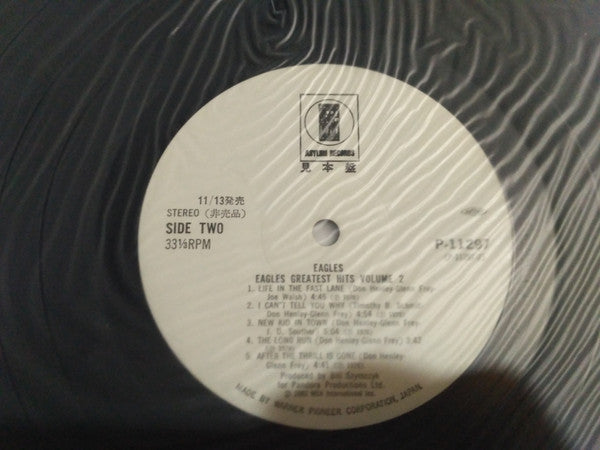 ASYLUM RECORDS
見本盤
11/13発売
STEREO (非売品)
SIDE TWO
33⅓RPM
P-11297
EAGLES
EAGLES GREATEST HITS VOLUME 2
1. LIFE IN THE FAST LANE (Don Henley-Glenn Frey-
Joe Walsh) 4:46
2. I CAN'T TELL YOU WHY (Timothy B. Schmit-
Don Henley-Glenn Frey) 4:54
3. NEW KID IN TOWN (Don Henley-Glenn Frey-
J. D. Souther) 5:04
4. THE LONG RUN (Don Henley-Glenn Frey) 3:42
5. AFTER THE THRILL IS GONE (Don Henley-
Glenn Frey) 4:41
Produced by Bill Szymczyk
for Pandora Productions Ltd.
MADE BY WARNER-PIONEER CORPORATION, JAPAN